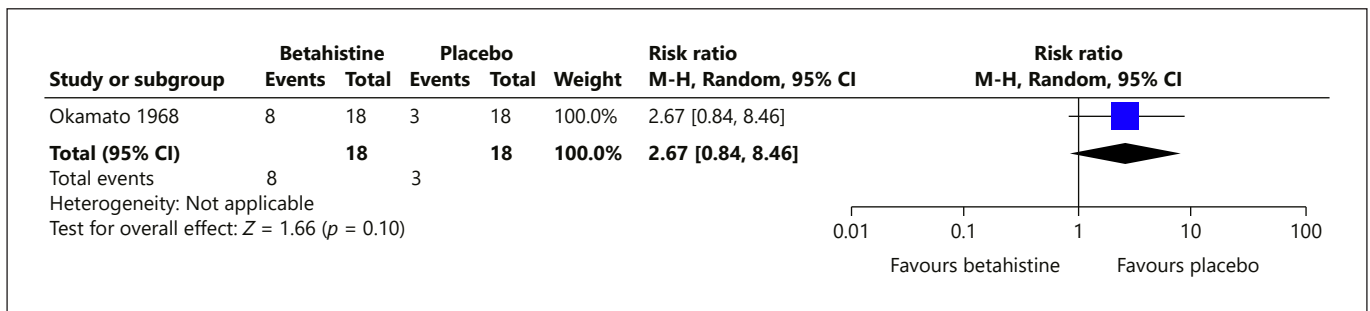 Betahistine Placebo Risk ratio Risk ratio
Study or subgroup Events Total Events Total Weight M-H, Random, 95% CI M-H, Random, 95% CI
Okamato 1968 8 18 3 18 100.0% 2.67 [0.84, 8.46]
Total (95% CI) 18 18 100.0% 2.67 [0.84, 8.46]
Total events 8 3
Heterogeneity: Not applicable
Test for overall effect: Z = 1.66 (p = 0.10)
0.01 0.1 1 10 100
Favours betahistine Favours placebo